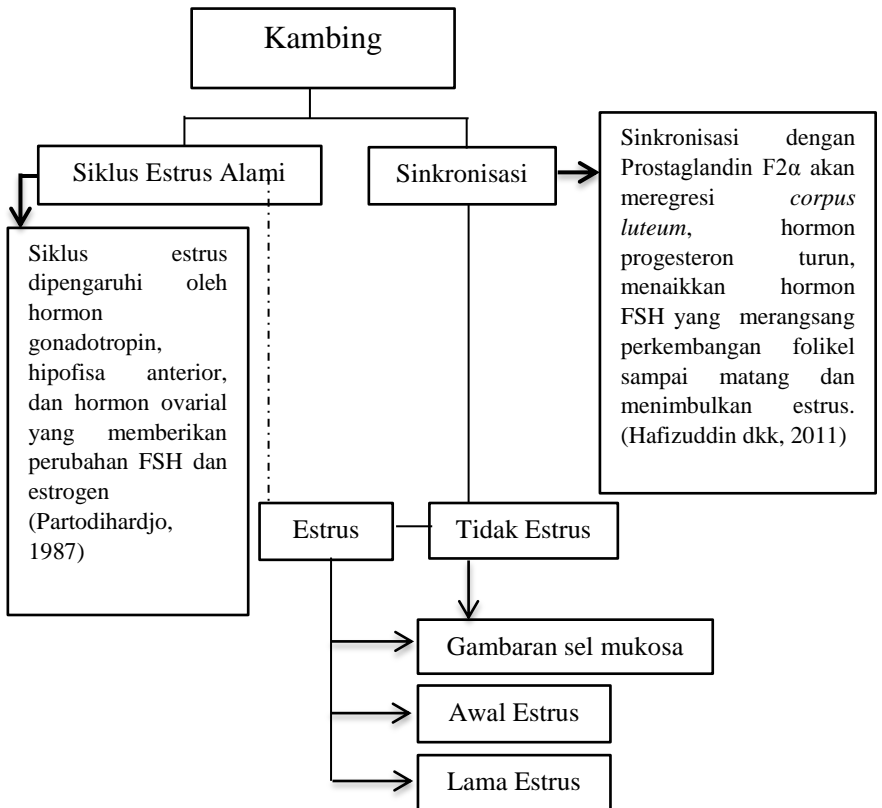 Kambing
Siklus Estrus Alami
Sinkronisasi
Sinkronisasi dengan
Prostaglandin F2α akan
meregresi corpus
luteum, hormon
progesteron turun,
menaikkan hormon
FSH yang merangsang
perkembangan folikel
sampai matang dan
menimbulkan estrus.
(Hafizuddin dkk, 2011)
Siklus estrus
dipengaruhi oleh
hormon
gonadotropin,
hipofisa anterior,
dan hormon ovarial
yang memberikan
perubahan FSH dan
estrogen
(Partodihardjo,
1987)
Estrus
Tidak Estrus
Gambaran sel mukosa
Awal Estrus
Lama Estrus